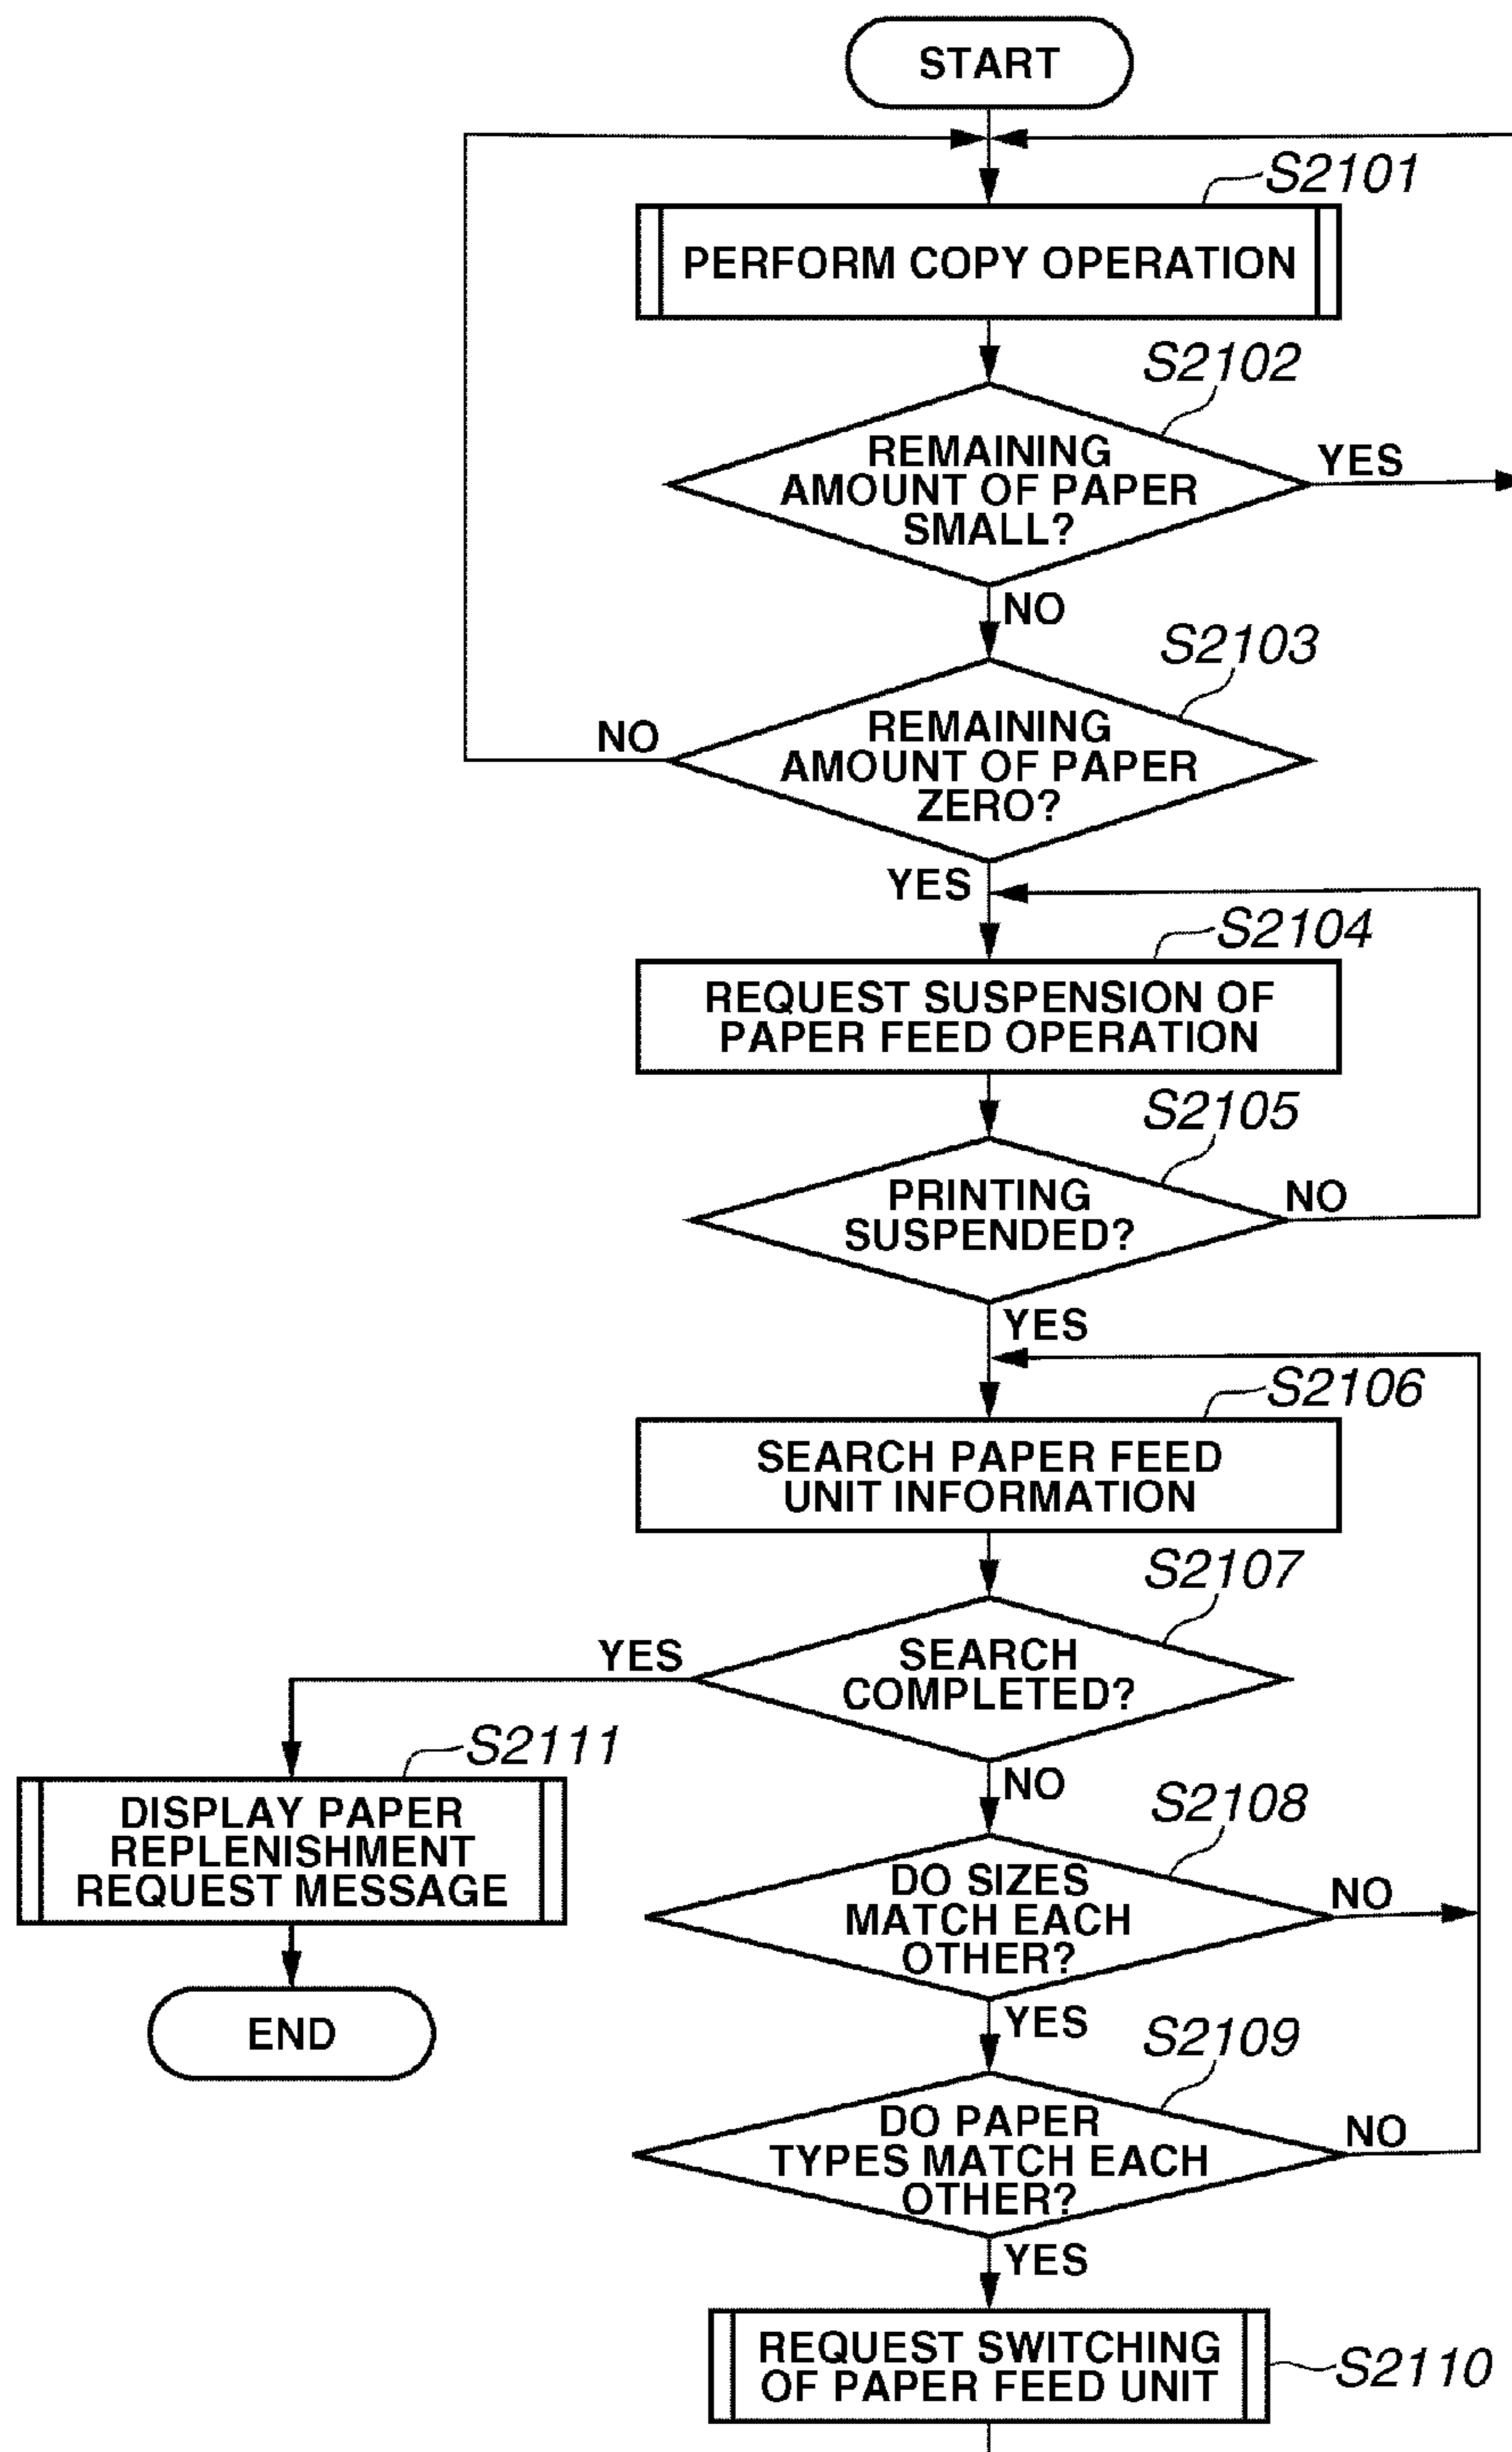 START
S2101
PERFORM COPY OPERATION
S2102
REMAINING
AMOUNT OF PAPER
SMALL?
YES
NO
S2103
REMAINING
AMOUNT OF PAPER
ZERO?
NO
YES
S2104
REQUEST SUSPENSION OF
PAPER FEED OPERATION
S2105
PRINTING
SUSPENDED?
NO
YES
S2106
SEARCH PAPER FEED
UNIT INFORMATION
S2107
SEARCH
COMPLETED?
YES
NO
S2111
DISPLAY PAPER
REPLENISHMENT
REQUEST MESSAGE
END
S2108
DO SIZES
MATCH EACH
OTHER?
NO
YES
S2109
DO PAPER
TYPES MATCH EACH
OTHER?
NO
YES
REQUEST SWITCHING
OF PAPER FEED UNIT
S2110